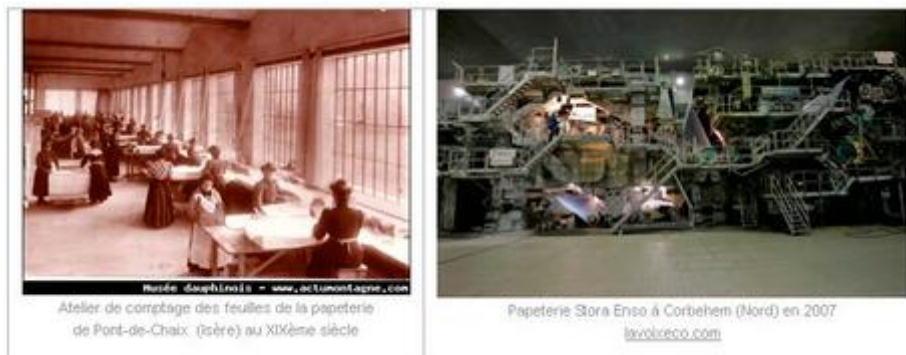 Musée dauphinois - www.actumontagne.com
Atelier de comptage des feuilles de la papeterie
de Pont-de-Chaix (Isère) au XIXème siècle
Papeterie Stora Enso à Corbehem (Nord) en 2007
lavoixeco.com